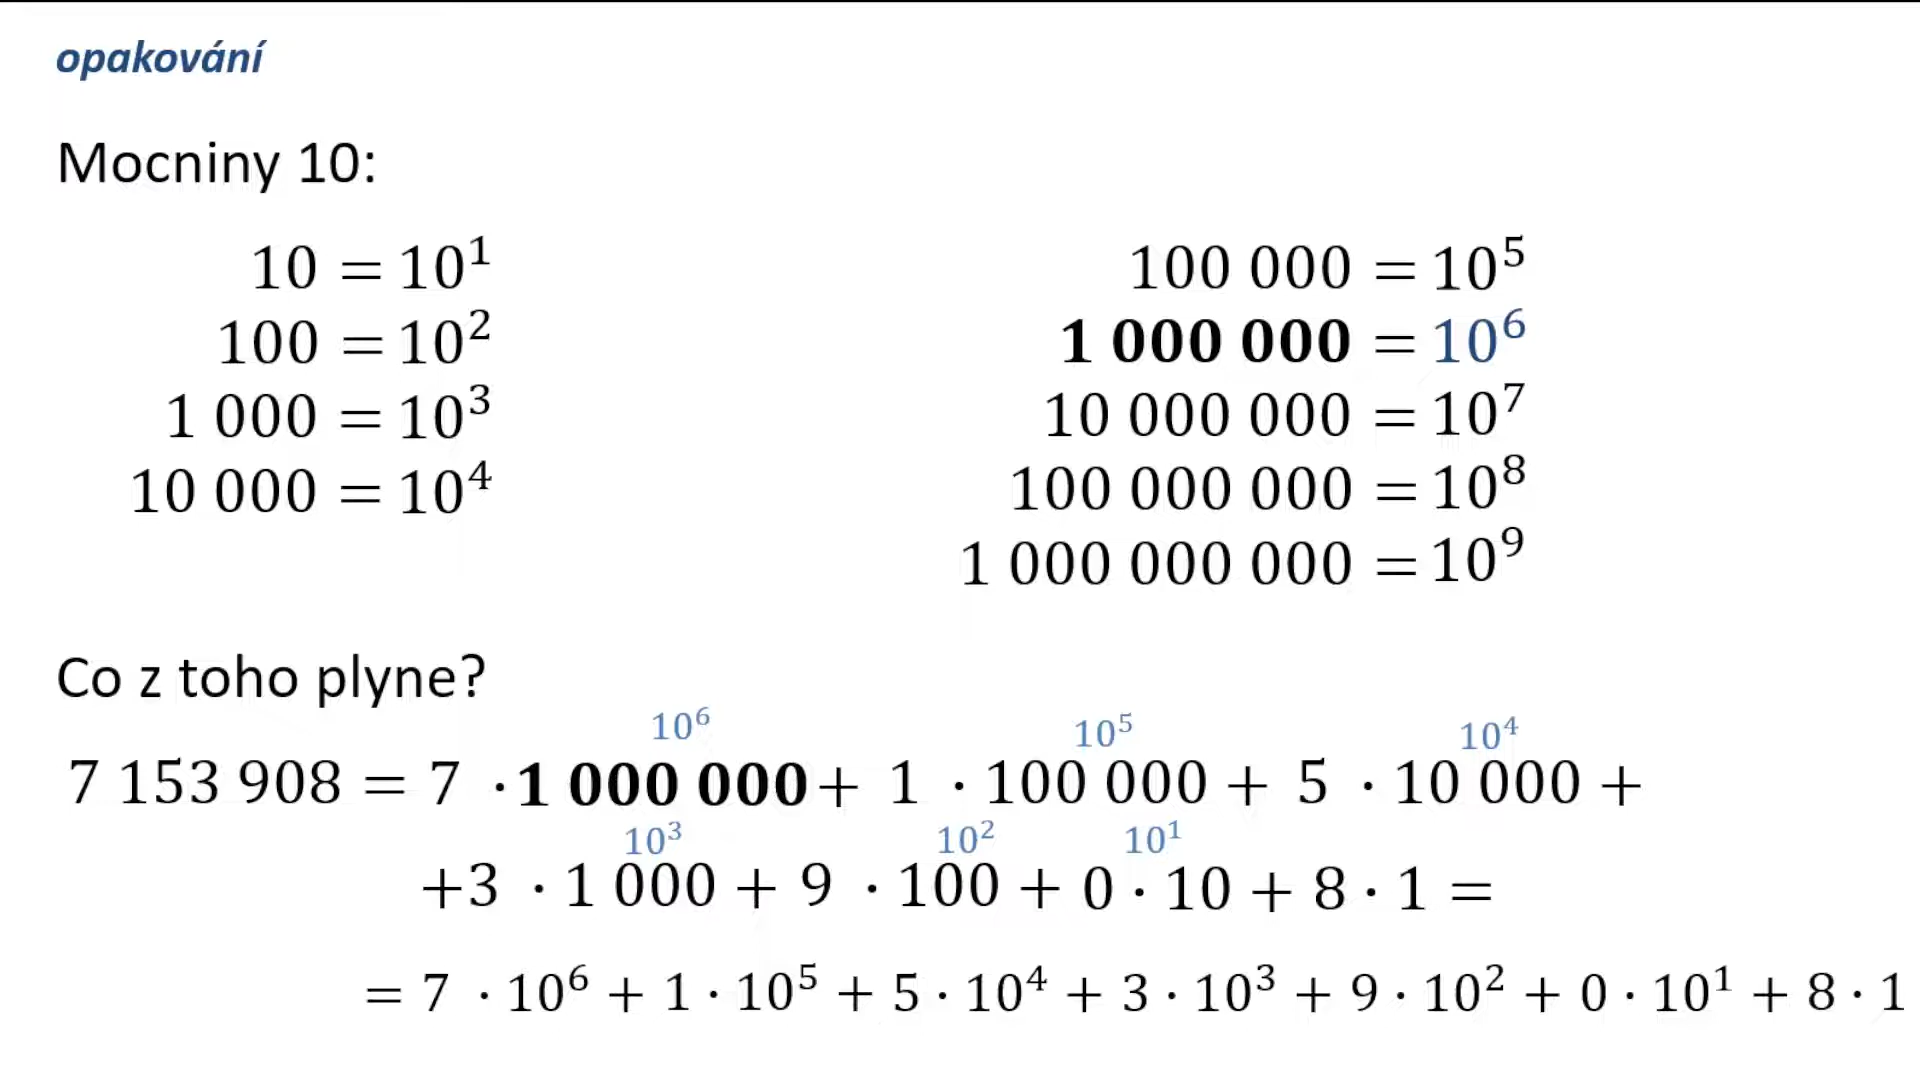 opakování
Mocniny 10:
10 = 10¹
100 = 10²
1 000 = 10³
10 000 = 10⁴
100 000 = 10⁵
1 000 000 = 10⁶
10 000 000 = 10⁷
100 000 000 = 10⁸
1 000 000 000 = 10⁹
Co z toho plyne?
10⁶ 10⁵ 10⁴
7 153 908 = 7 · 1 000 000 + 1 · 100 000 + 5 · 10 000 +
10³ 10² 10¹
+3 · 1 000 + 9 · 100 + 0 · 10 + 8 · 1 =
= 7 · 10⁶ + 1 · 10⁵ + 5 · 10⁴ + 3 · 10³ + 9 · 10² + 0 · 10¹ + 8 · 1